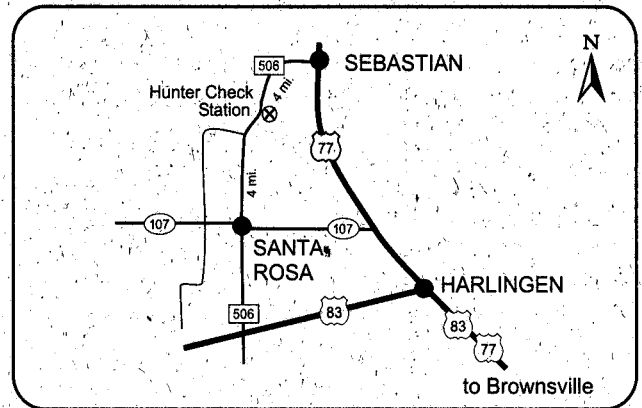 N
506
SEBASTIAN
Hunter Check
Station
4 mi.
77
4 mi.
107
107
SANTA
ROSA
HARLINGEN
506
83
83
77
to Brownsville